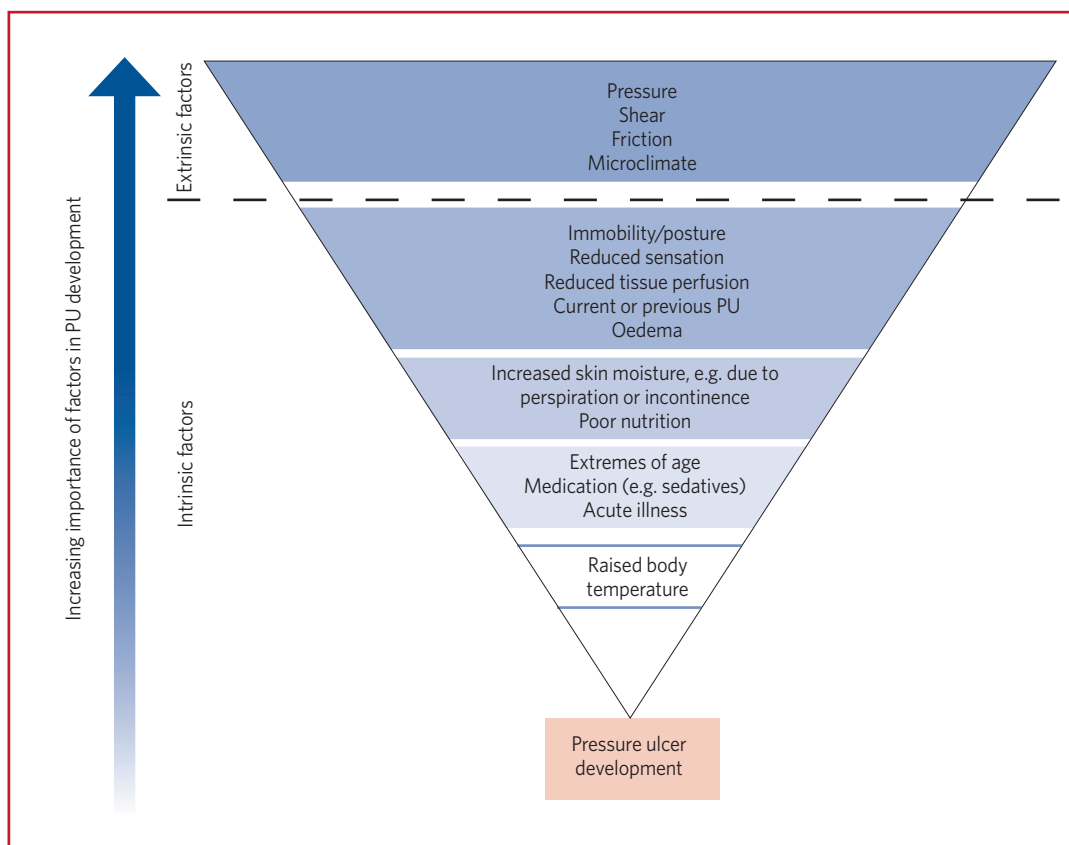 Increasing importance of factors in PU development
Extrinsic factors
Pressure
Shear
Friction
Microclimate
Intrinsic factors
Immobility/posture
Reduced sensation
Reduced tissue perfusion
Current or previous PU
Oedema
Increased skin moisture, e.g. due to
perspiration or incontinence
Poor nutrition
Extremes of age
Medication (e.g. sedatives)
Acute illness
Raised body
temperature
Pressure ulcer
development